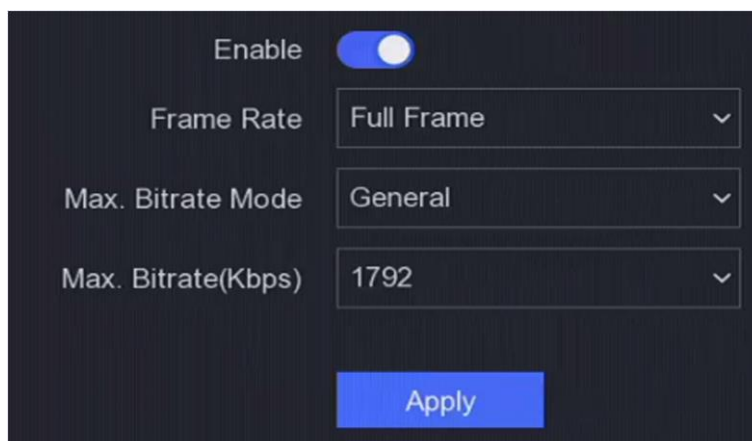 Enable
Frame Rate Full Frame
Max. Bitrate Mode General
Max. Bitrate(Kbps) 1792
Apply